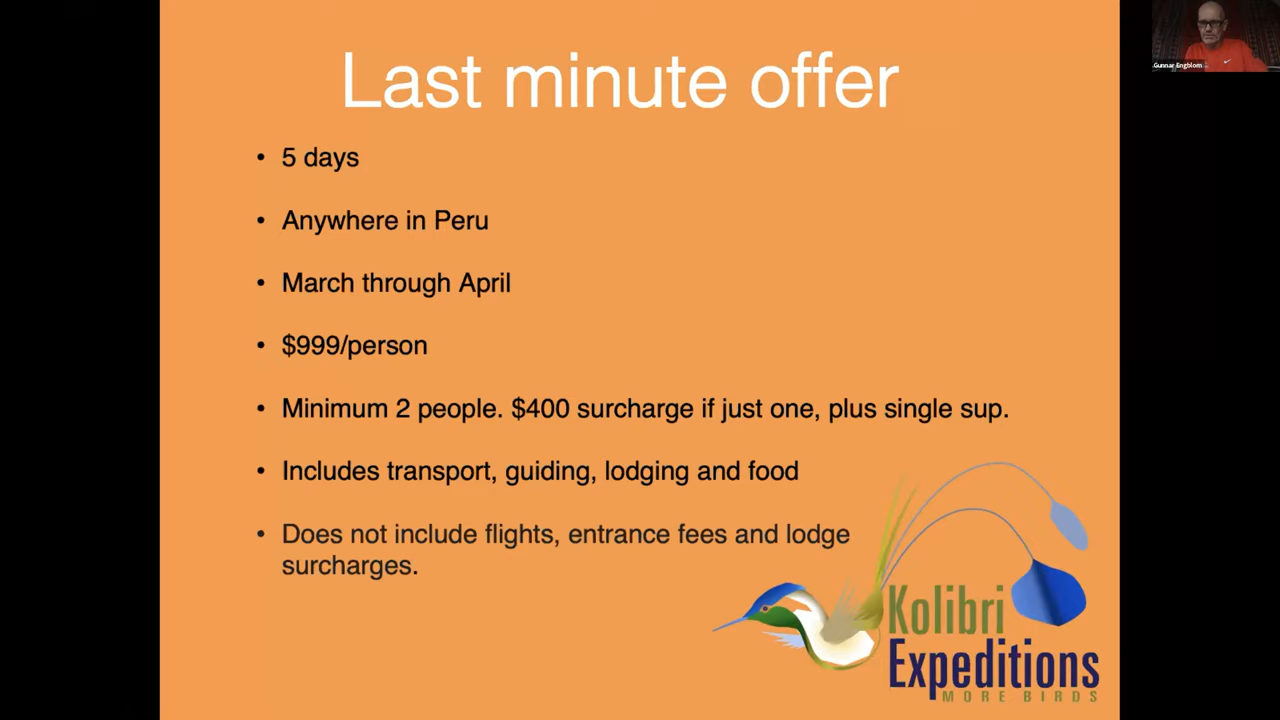 Last minute offer
Gunnar Engblom
• 5 days
• Anywhere in Peru
• March through April
• $999/person
• Minimum 2 people. $400 surcharge if just one, plus single sup.
• Includes transport, guiding, lodging and food
• Does not include flights, entrance fees and lodge
surcharges.
Kolibri
Expeditions
MORE BIRDS